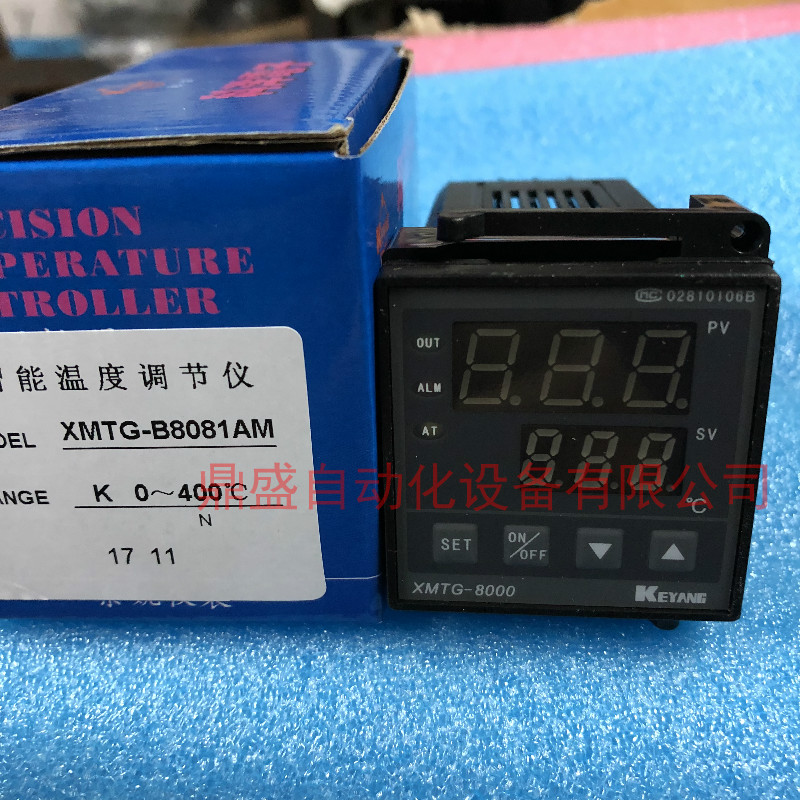 CISION
PERATURE
TROLLER
智能温度调节仪
DEL XMTG-B8081AM
ANGE K 0～400℃
N
17 11
MC 02810106B
PV
OUT
ALM
AT
SV
℃
SET ON/OFF ▼ ▲
XMTG-8000 KEYANG
鼎盛自动化设备有限公司